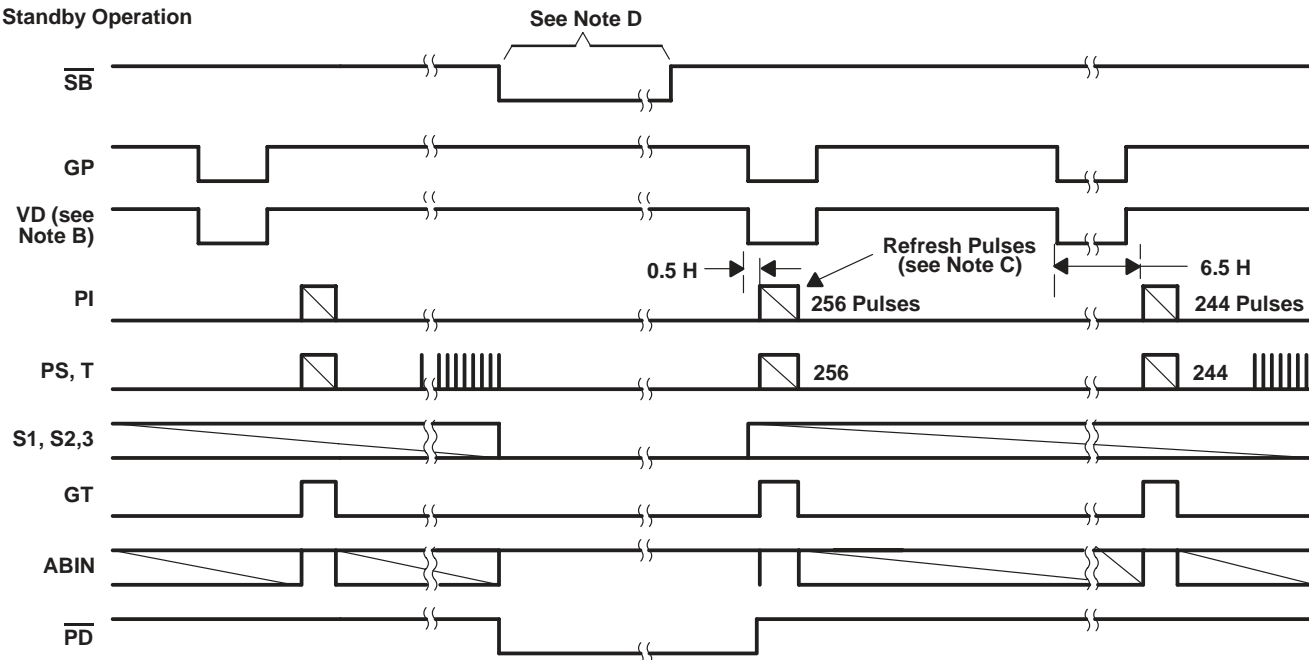 Standby Operation
See Note D
SB
GP
VD (see
Note B)
Refresh Pulses
(see Note C)
0.5 H
6.5 H
PI
256 Pulses
244 Pulses
PS, T
256
244
S1, S2,3
GT
ABIN
PD